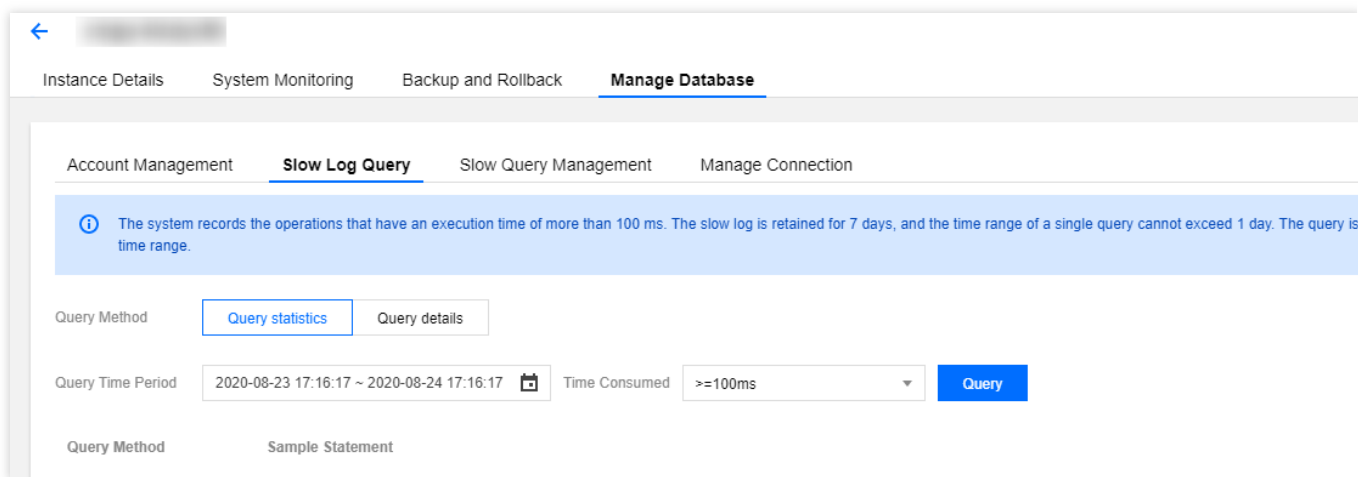 Instance Details System Monitoring Backup and Rollback Manage Database
Account Management Slow Log Query Slow Query Management Manage Connection
The system records the operations that have an execution time of more than 100 ms. The slow log is retained for 7 days, and the time range of a single query cannot exceed 1 day. The query is
time range.
Query Method Query statistics Query details
Query Time Period 2020-08-23 17:16:17 ~ 2020-08-24 17:16:17 Time Consumed >=100ms Query
Query Method Sample Statement